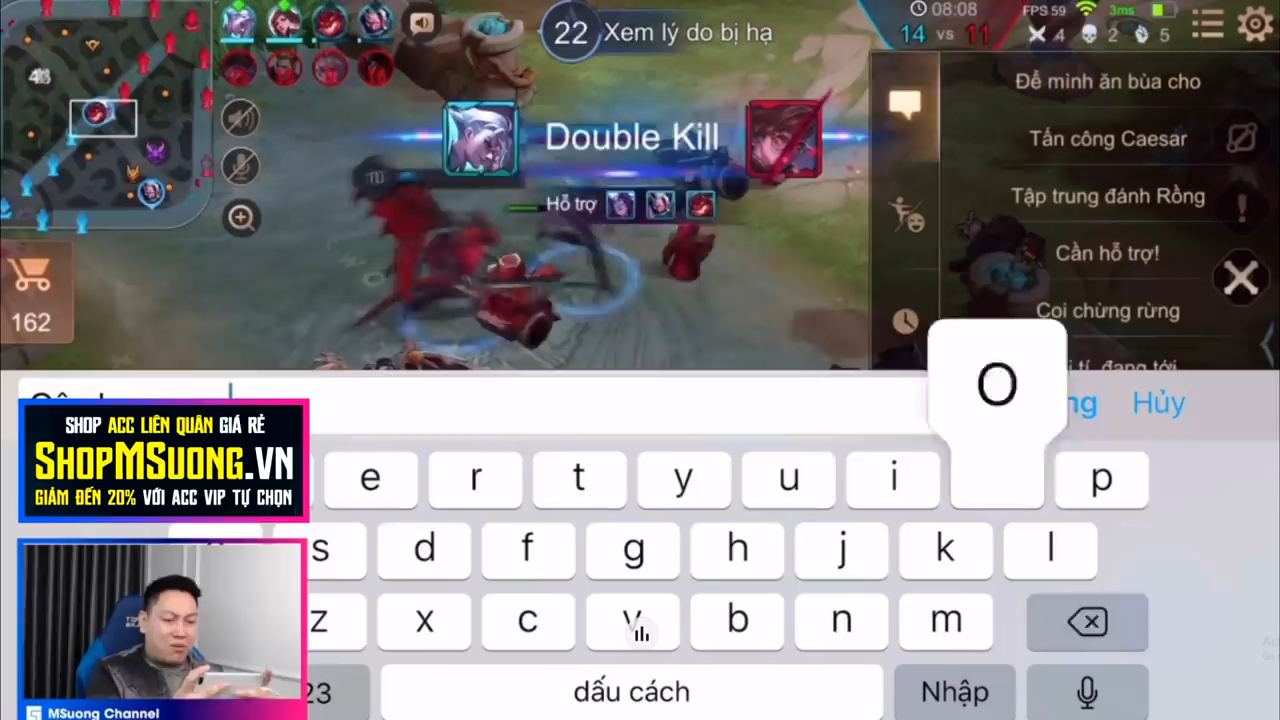 22 Xem lý do bị hạ
08:08
FPS 59
3ms
14 vs 11
4 2 5
Double Kill
Hỗ trợ
162
Để mình ăn bùa cho
Tấn công Caesar
Tập trung đánh Rồng
Cần hỗ trợ!
Coi chừng rừng
đang tới
O
Hủy
SHOP ACC LIÊN QUÂN GIÁ RẺ
SHOPMSUONG.VN
GIẢM ĐẾN 20% VỚI ACC VIP TỰ CHỌN
e r t y u i p
s d f g h j k l
z x c v b n m
23 dấu cách Nhập
MSuong Channel